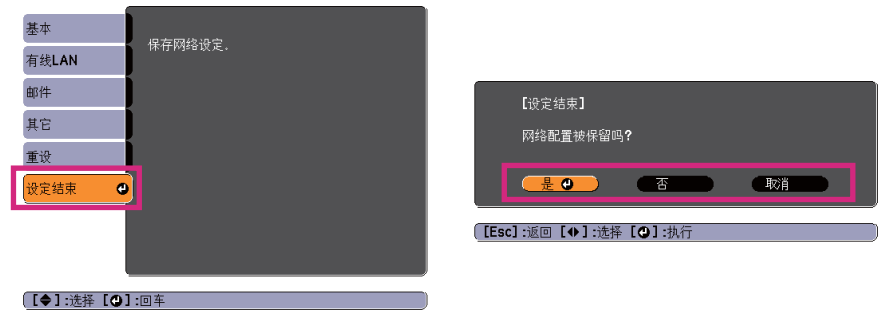 基本
有线LAN
邮件
其它
重设
设定结束
保存网络设定.
[◆]:选择 [⏎]:回车
[设定结束]
网络配置被保留吗?
是 否 取消
[Esc]:返回 [◀▶]:选择 [⏎]:执行